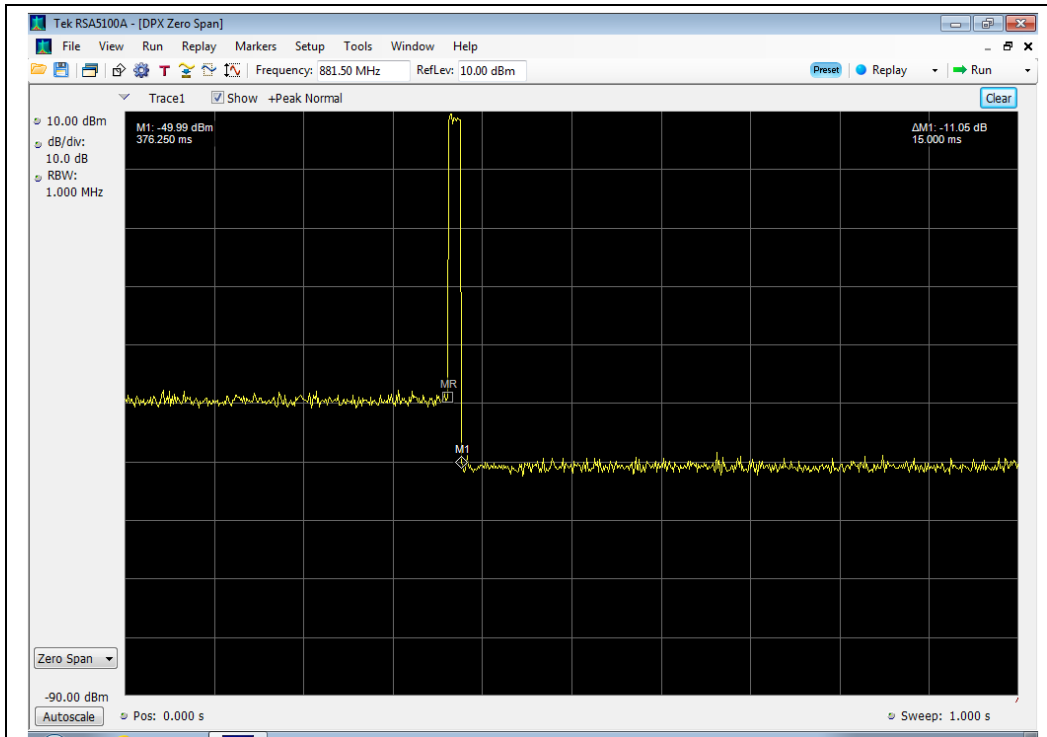 Tek RSA5100A - [DPX Zero Span]
File View Run Replay Markers Setup Tools Window Help
Frequency: 881.50 MHz RefLev: 10.00 dBm Preset Replay Run
Trace1 Show +Peak Normal Clear
10.00 dBm
dB/div:
10.0 dB
RBW:
1.000 MHz
M1: -49.99 dBm
376.250 ms
ΔM1: -11.05 dB
15.000 ms
MR
M1
Zero Span
-90.00 dBm
Autoscale Pos: 0.000 s Sweep: 1.000 s